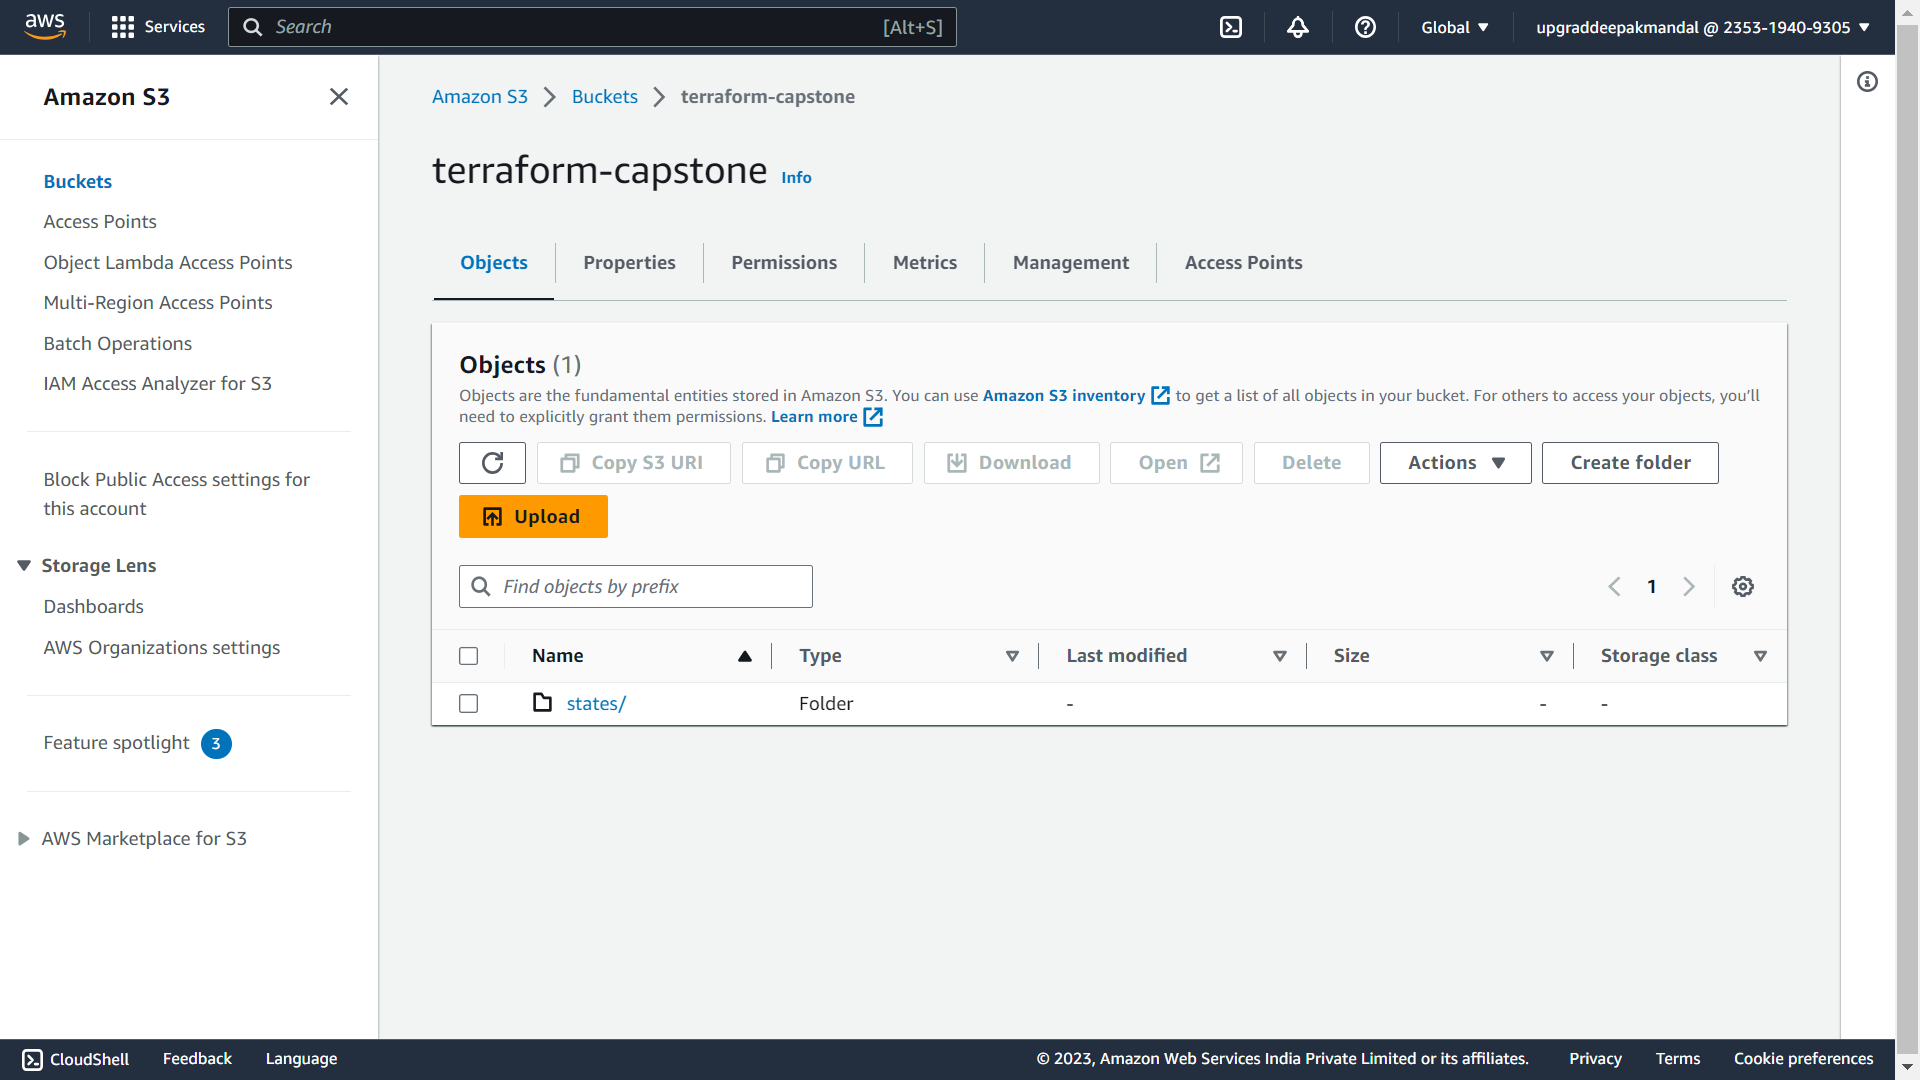 aws Services Search [Alt+S] Global upgraddeepakmandal @ 2353-1940-9305
Amazon S3
Buckets
Access Points
Object Lambda Access Points
Multi-Region Access Points
Batch Operations
IAM Access Analyzer for S3
Block Public Access settings for
this account
Storage Lens
Dashboards
AWS Organizations settings
Feature spotlight 3
AWS Marketplace for S3
Amazon S3 Buckets terraform-capstone
terraform-capstone Info
Objects Properties Permissions Metrics Management Access Points
Objects (1)
Objects are the fundamental entities stored in Amazon S3. You can use Amazon S3 inventory to get a list of all objects in your bucket. For others to access your objects, you'll
need to explicitly grant them permissions. Learn more
Copy S3 URI Copy URL Download Open Delete Actions Create folder
Upload
Find objects by prefix 1
Name Type Last modified Size Storage class
states/ Folder - - -
CloudShell Feedback Language © 2023, Amazon Web Services India Private Limited or its affiliates. Privacy Terms Cookie preferences